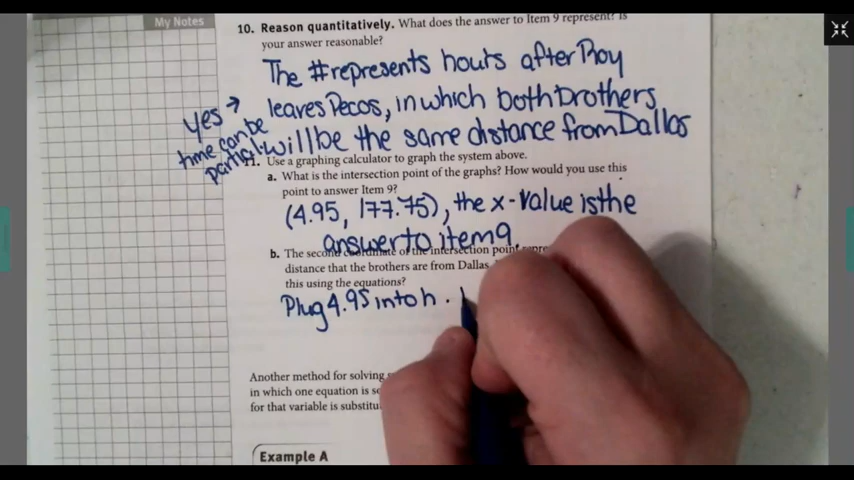 My Notes
10. Reason quantitatively. What does the answer to Item 9 represent? Is
your answer reasonable?
The # represents hours after Roy
leaves Pecos, in which both brothers
will be the same distance from Dallas
yes →
time can be
partial.
11. Use a graphing calculator to graph the system above.
a. What is the intersection point of the graphs? How would you use this
point to answer Item 9?
(4.95, 177.75), the x-value is the
answer to item 9.
b. The second coordinate of the intersection point
distance that the brothers are from Dallas.
this using the equations?
Plug 4.95 into h.
Another method for solving
in which one equation is
for that variable is
Example A